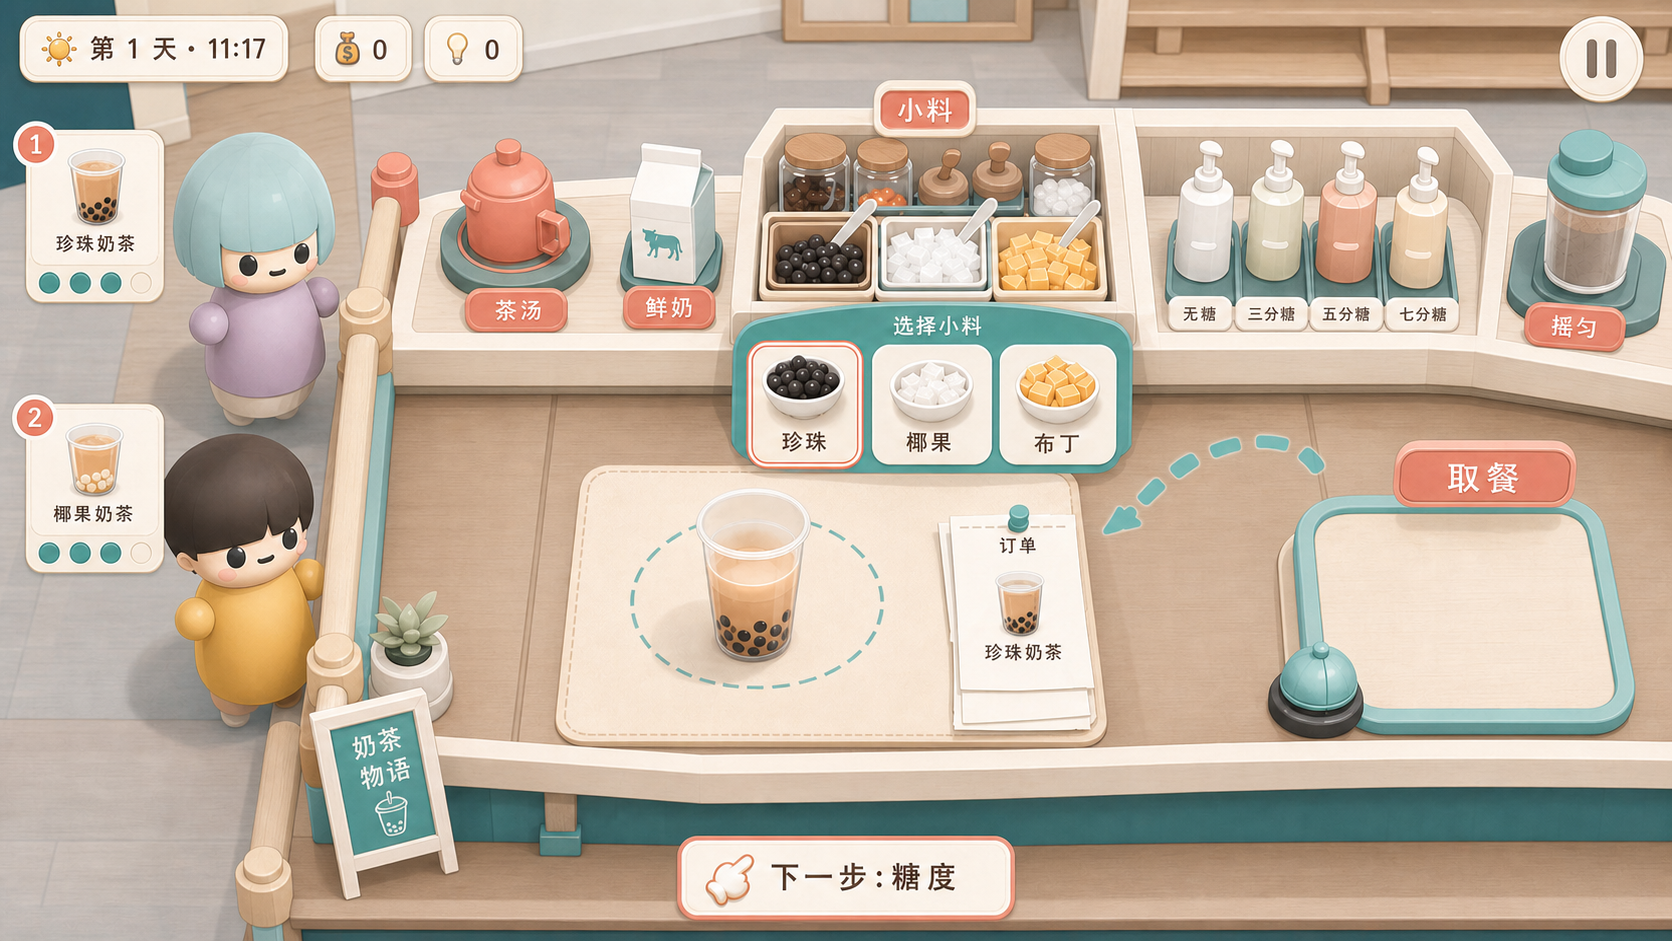 第 1 天 · 11:17
0
0
1
珍珠奶茶
2
椰果奶茶
茶汤
鲜奶
小料
无糖
三分糖
五分糖
七分糖
摇匀
选择小料
珍珠
椰果
布丁
取餐
订单
珍珠奶茶
奶茶
物语
下一步:糖度